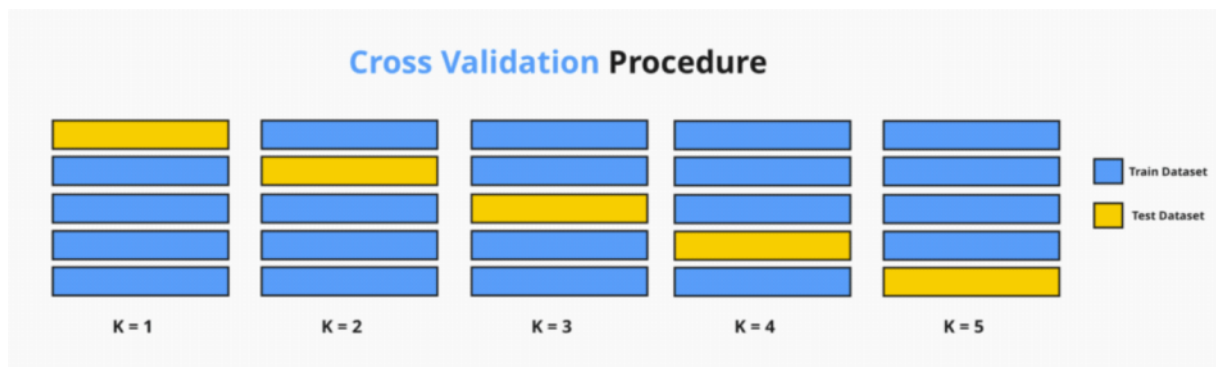 Cross Validation Procedure
Train Dataset
Test Dataset
K = 1
K = 2
K = 3
K = 4
K = 5